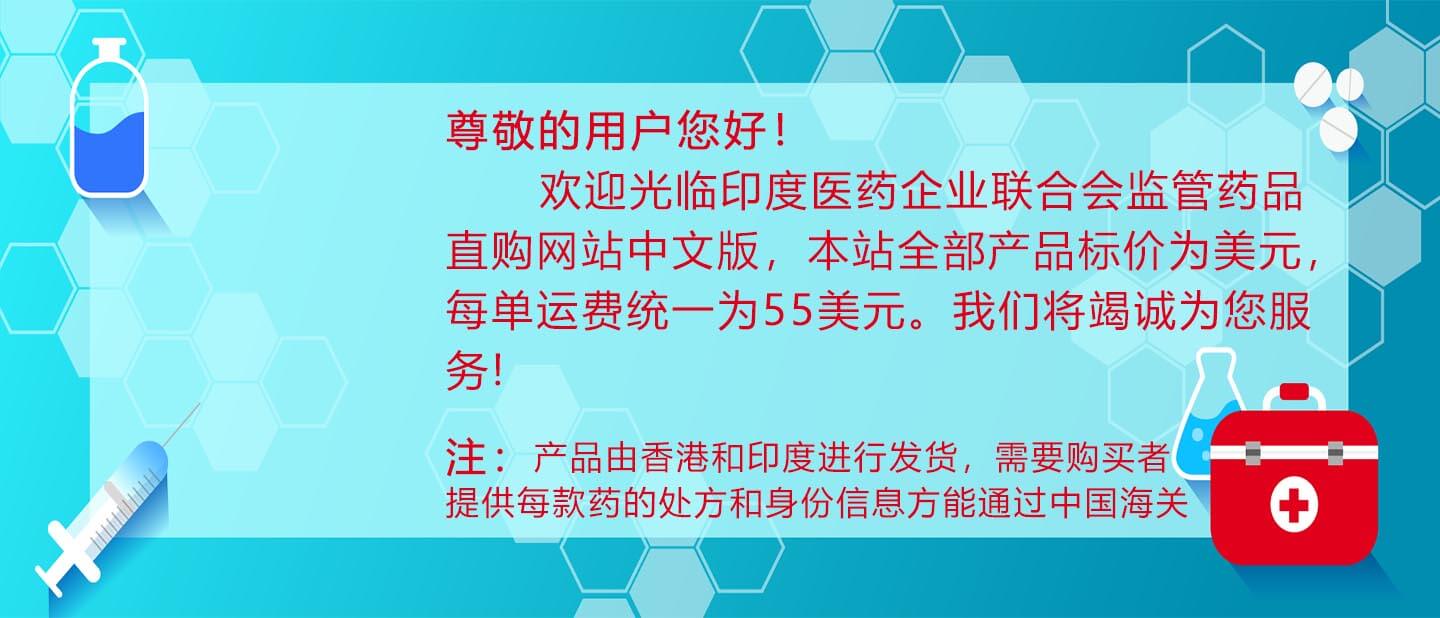 尊敬的用户您好！
欢迎光临印度医药企业联合会监管药品
直购网站中文版，本站全部产品标价为美元，
每单运费统一为55美元。我们将竭诚为您服
务！
注：产品由香港和印度进行发货，需要购买者
提供每款药的处方和身份信息方能通过中国海关